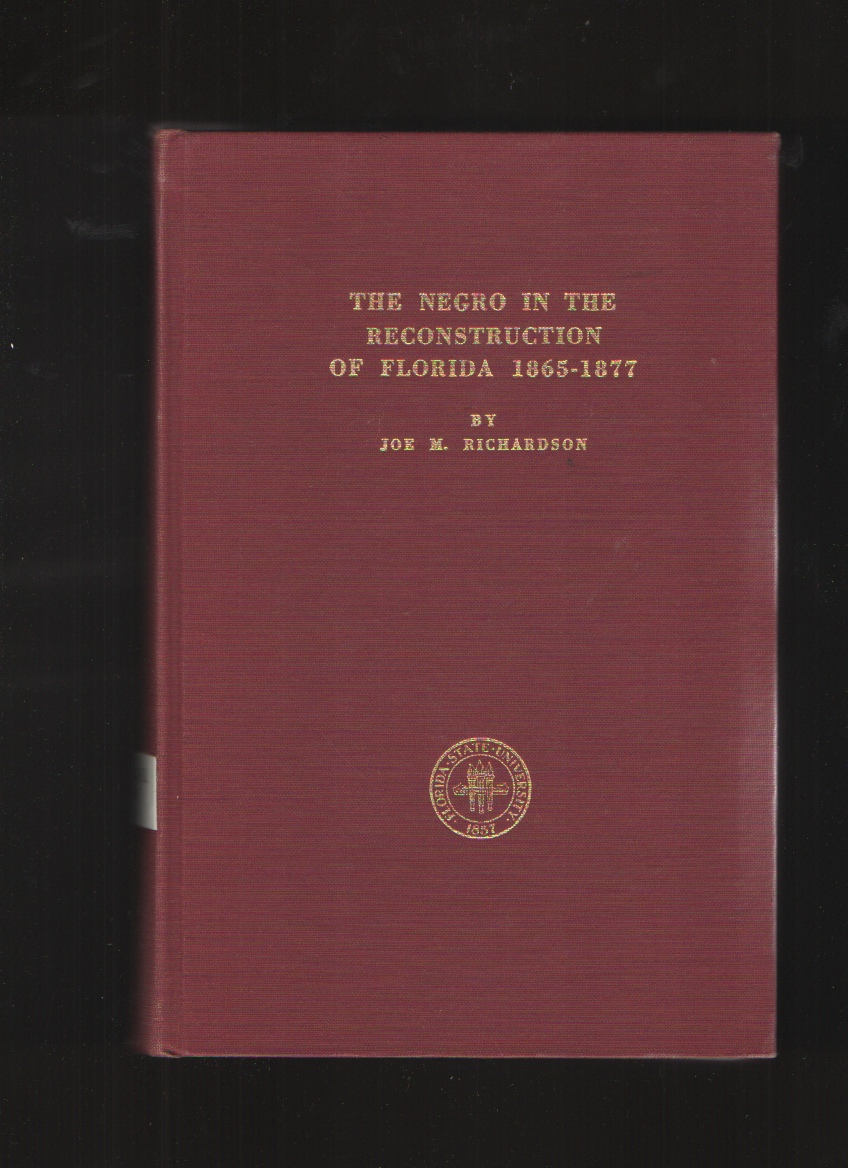 THE NEGRO IN THE
RECONSTRUCTION
OF FLORIDA 1865-1877
BY
JOE M. RICHARDSON
FLORIDA · STATE · UNIVERSITY ·
1857